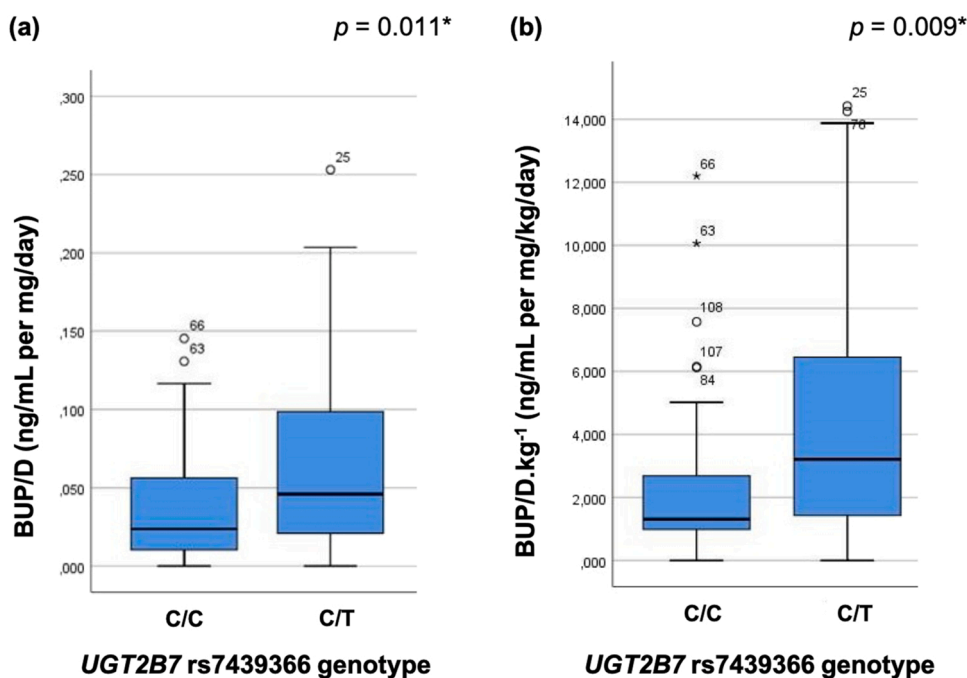 (a)
p = 0.011*
BUP/D (ng/mL per mg/day)
,300
,250
,200
,150
,100
,050
,000
25
66
63
C/C
C/T
UGT2B7 rs7439366 genotype
(b)
p = 0.009*
BUP/D.kg⁻¹ (ng/mL per mg/kg/day)
14,000
12,000
10,000
8,000
6,000
4,000
2,000
,000
25
76
66
63
108
107
84
C/C
C/T
UGT2B7 rs7439366 genotype